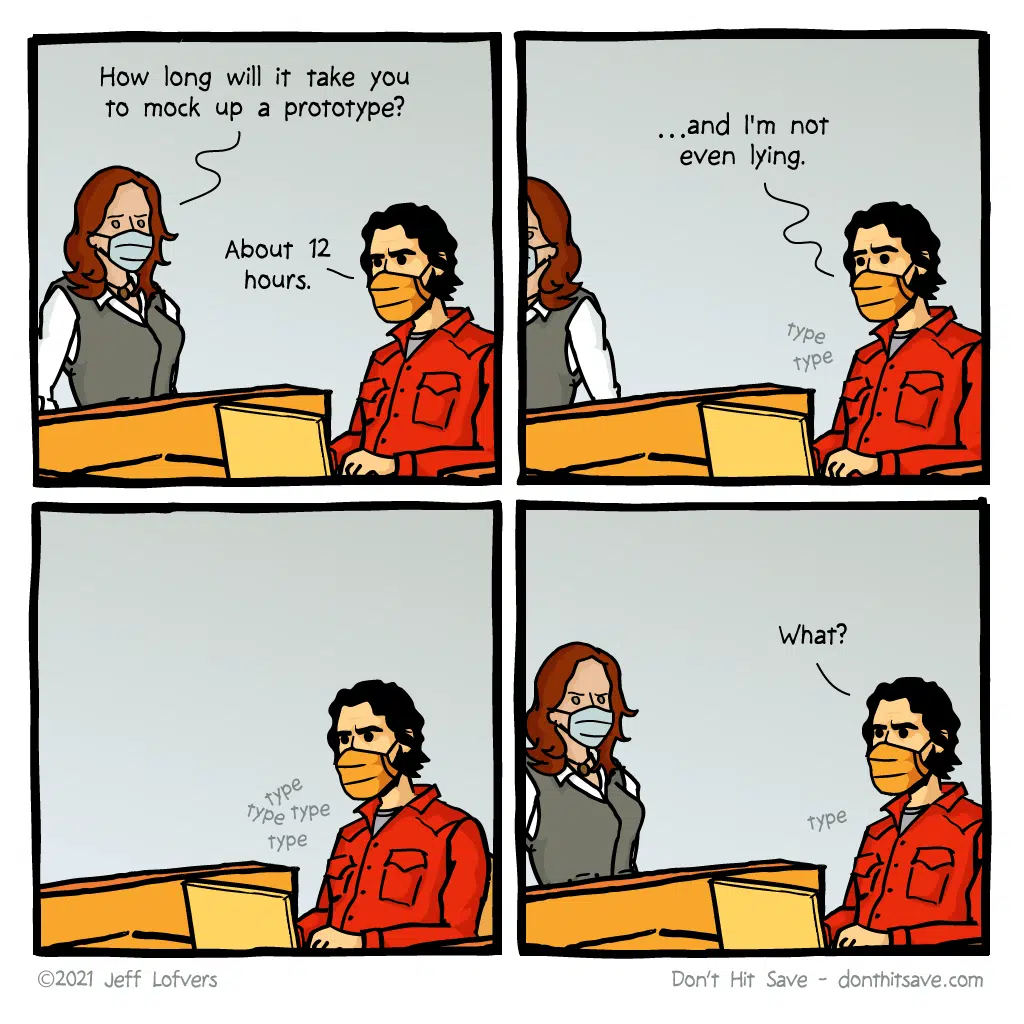 How long will it take you
to mock up a prototype?
About 12
hours.
...and I'm not
even lying.
type
type
type
type type
type
What?
type
©2021 Jeff Lofvers
Don't Hit Save - donthitsave.com